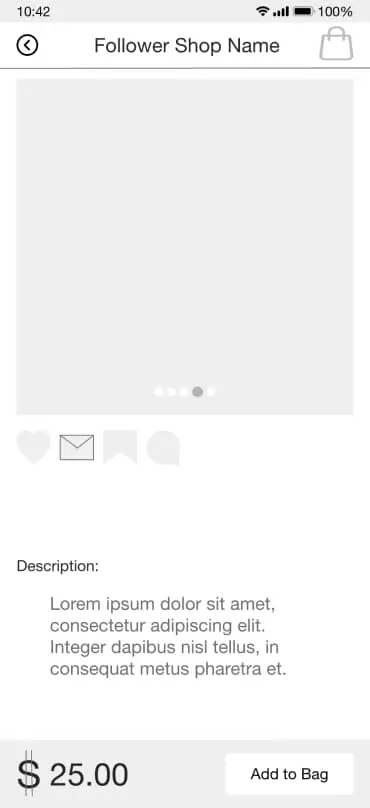 10:42 100%
Follower Shop Name
Description:
Lorem ipsum dolor sit amet,
consectetur adipiscing elit.
Integer dapibus nisl tellus, in
consequat metus pharetra et.
$ 25.00 Add to Bag